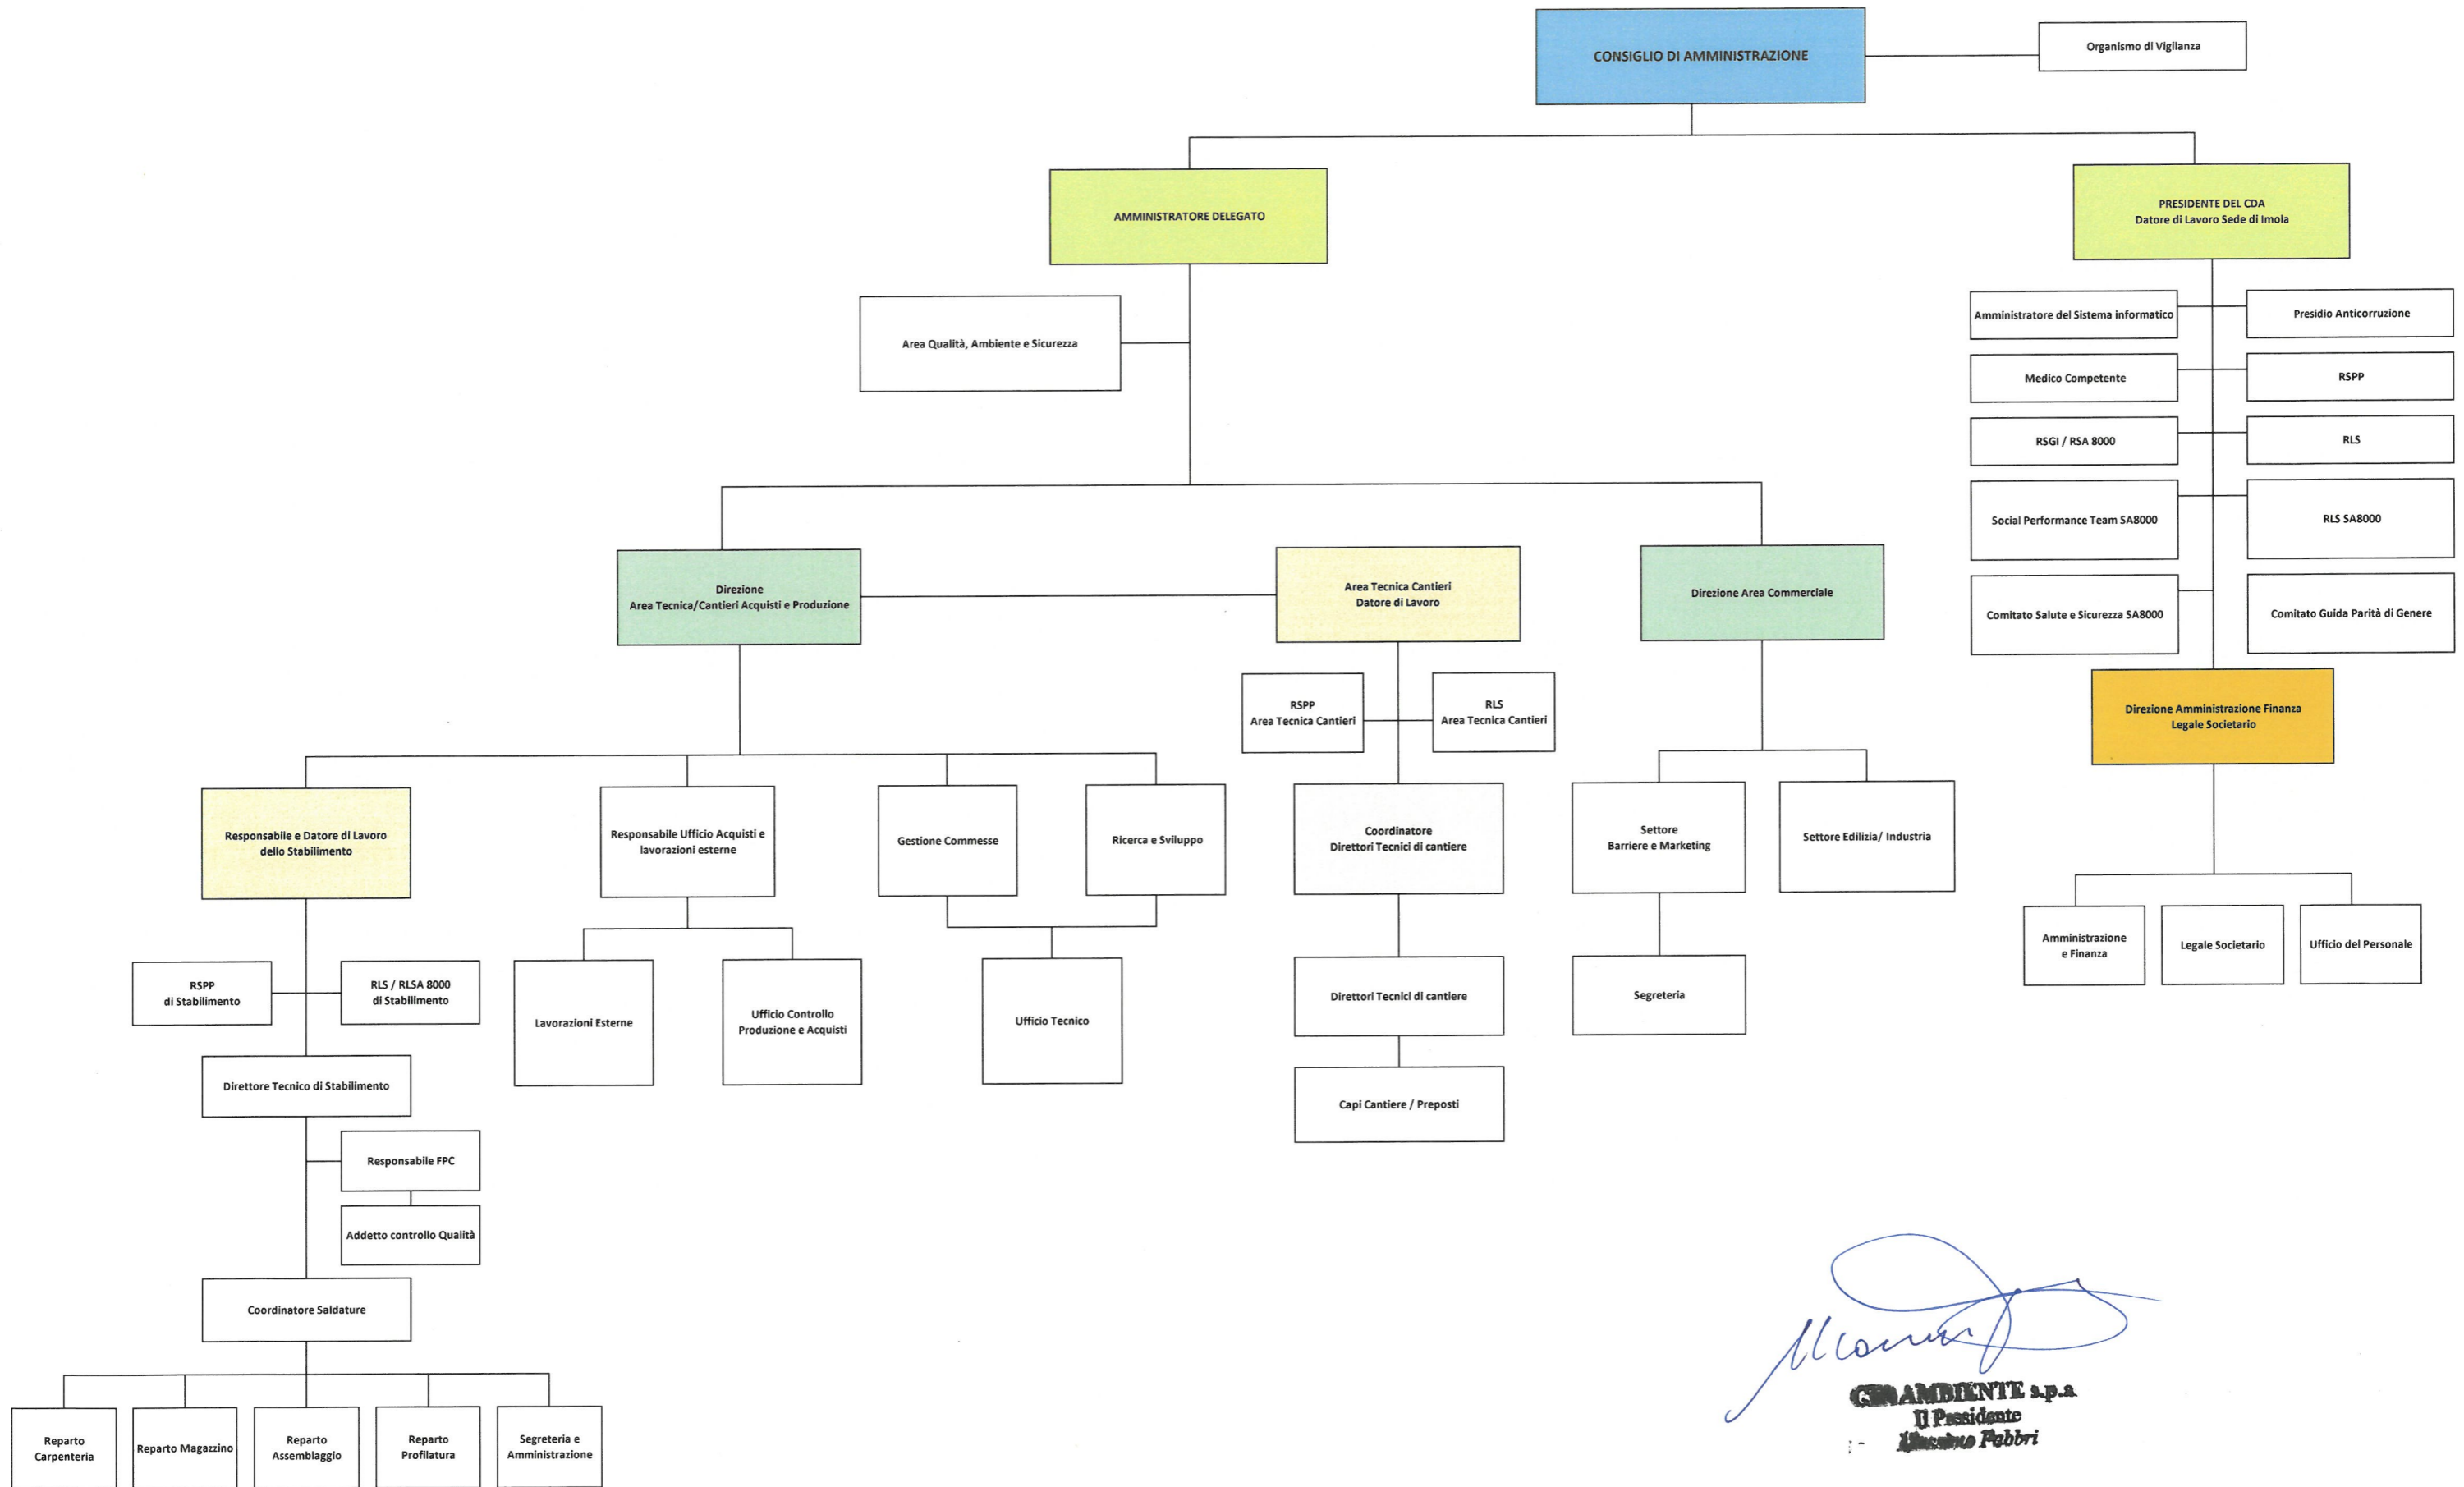 CONSIGLIO DI AMMINISTRAZIONE
Organismo di Vigilanza
AMMINISTRATORE DELEGATO
PRESIDENTE DEL CDA
Datore di Lavoro Sede di Imola
Area Qualità, Ambiente e Sicurezza
Amministratore del Sistema informatico
Presidio Anticorruzione
Medico Competente
RSPP
RSGI / RSA 8000
RLS
Social Performance Team SA8000
RLS SA8000
Comitato Salute e Sicurezza SA8000
Comitato Guida Parità di Genere
Direzione
Area Tecnica/Cantieri Acquisti e Produzione
Area Tecnica Cantieri
Datore di Lavoro
Direzione Area Commerciale
Direzione Amministrazione Finanza
Legale Societario
RSPP
Area Tecnica Cantieri
RLS
Area Tecnica Cantieri
Responsabile e Datore di Lavoro
dello Stabilimento
Responsabile Ufficio Acquisti e
lavorazioni esterne
Gestione Commesse
Ricerca e Sviluppo
Coordinatore
Direttori Tecnici di cantiere
Settore
Barriere e Marketing
Settore Edilizia/ Industria
Amministrazione
e Finanza
Legale Societario
Ufficio del Personale
RSPP
di Stabilimento
RLS / RLSA 8000
di Stabilimento
Lavorazioni Esterne
Ufficio Controllo
Produzione e Acquisti
Ufficio Tecnico
Direttori Tecnici di cantiere
Segreteria
Direttore Tecnico di Stabilimento
Capi Cantiere / Preposti
Responsabile FPC
Addetto controllo Qualità
Coordinatore Saldature
Reparto
Carpenteria
Reparto Magazzino
Reparto
Assemblaggio
Reparto
Profilatura
Segreteria e
Amministrazione
s.p.a
Il Presidente
Fabbri